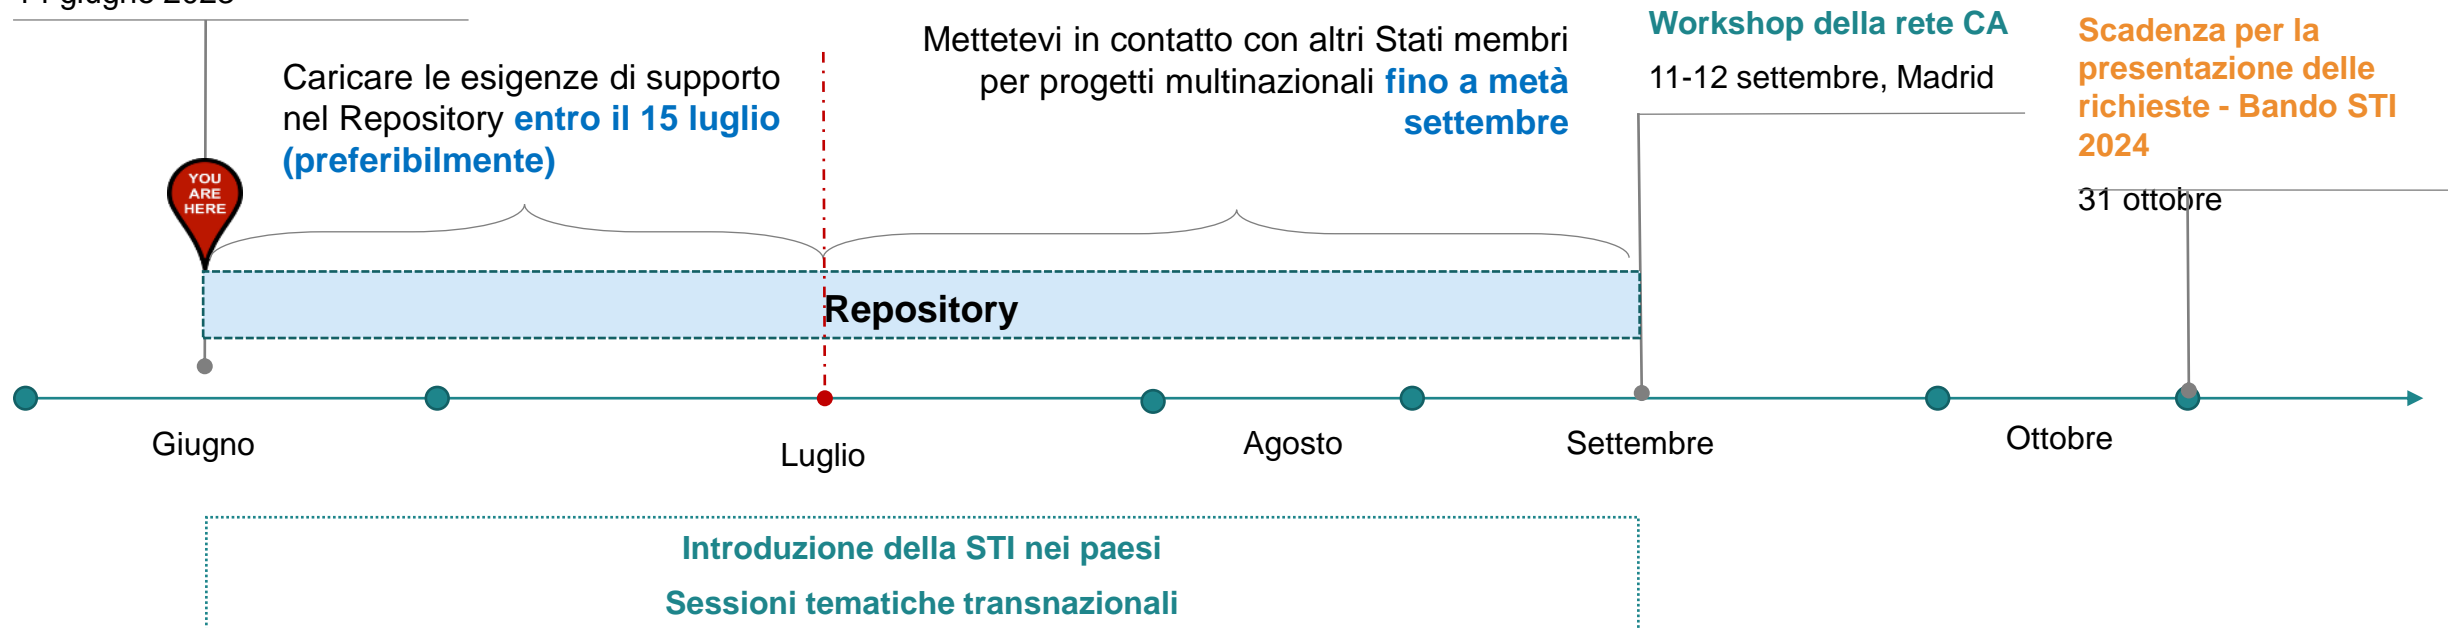 Caricare le esigenze di supporto
nel Repository entro il 15 luglio
(preferibilmente)
Mettetevi in contatto con altri Stati membri
per progetti multinazionali fino a metà
settembre
Workshop della rete CA
11-12 settembre, Madrid
Scadenza per la
presentazione delle
richieste - Bando STI
2024
31 ottobre
YOU
ARE
HERE
Repository
Giugno
Luglio
Agosto
Settembre
Ottobre
Introduzione della STI nei paesi
Sessioni tematiche transnazionali